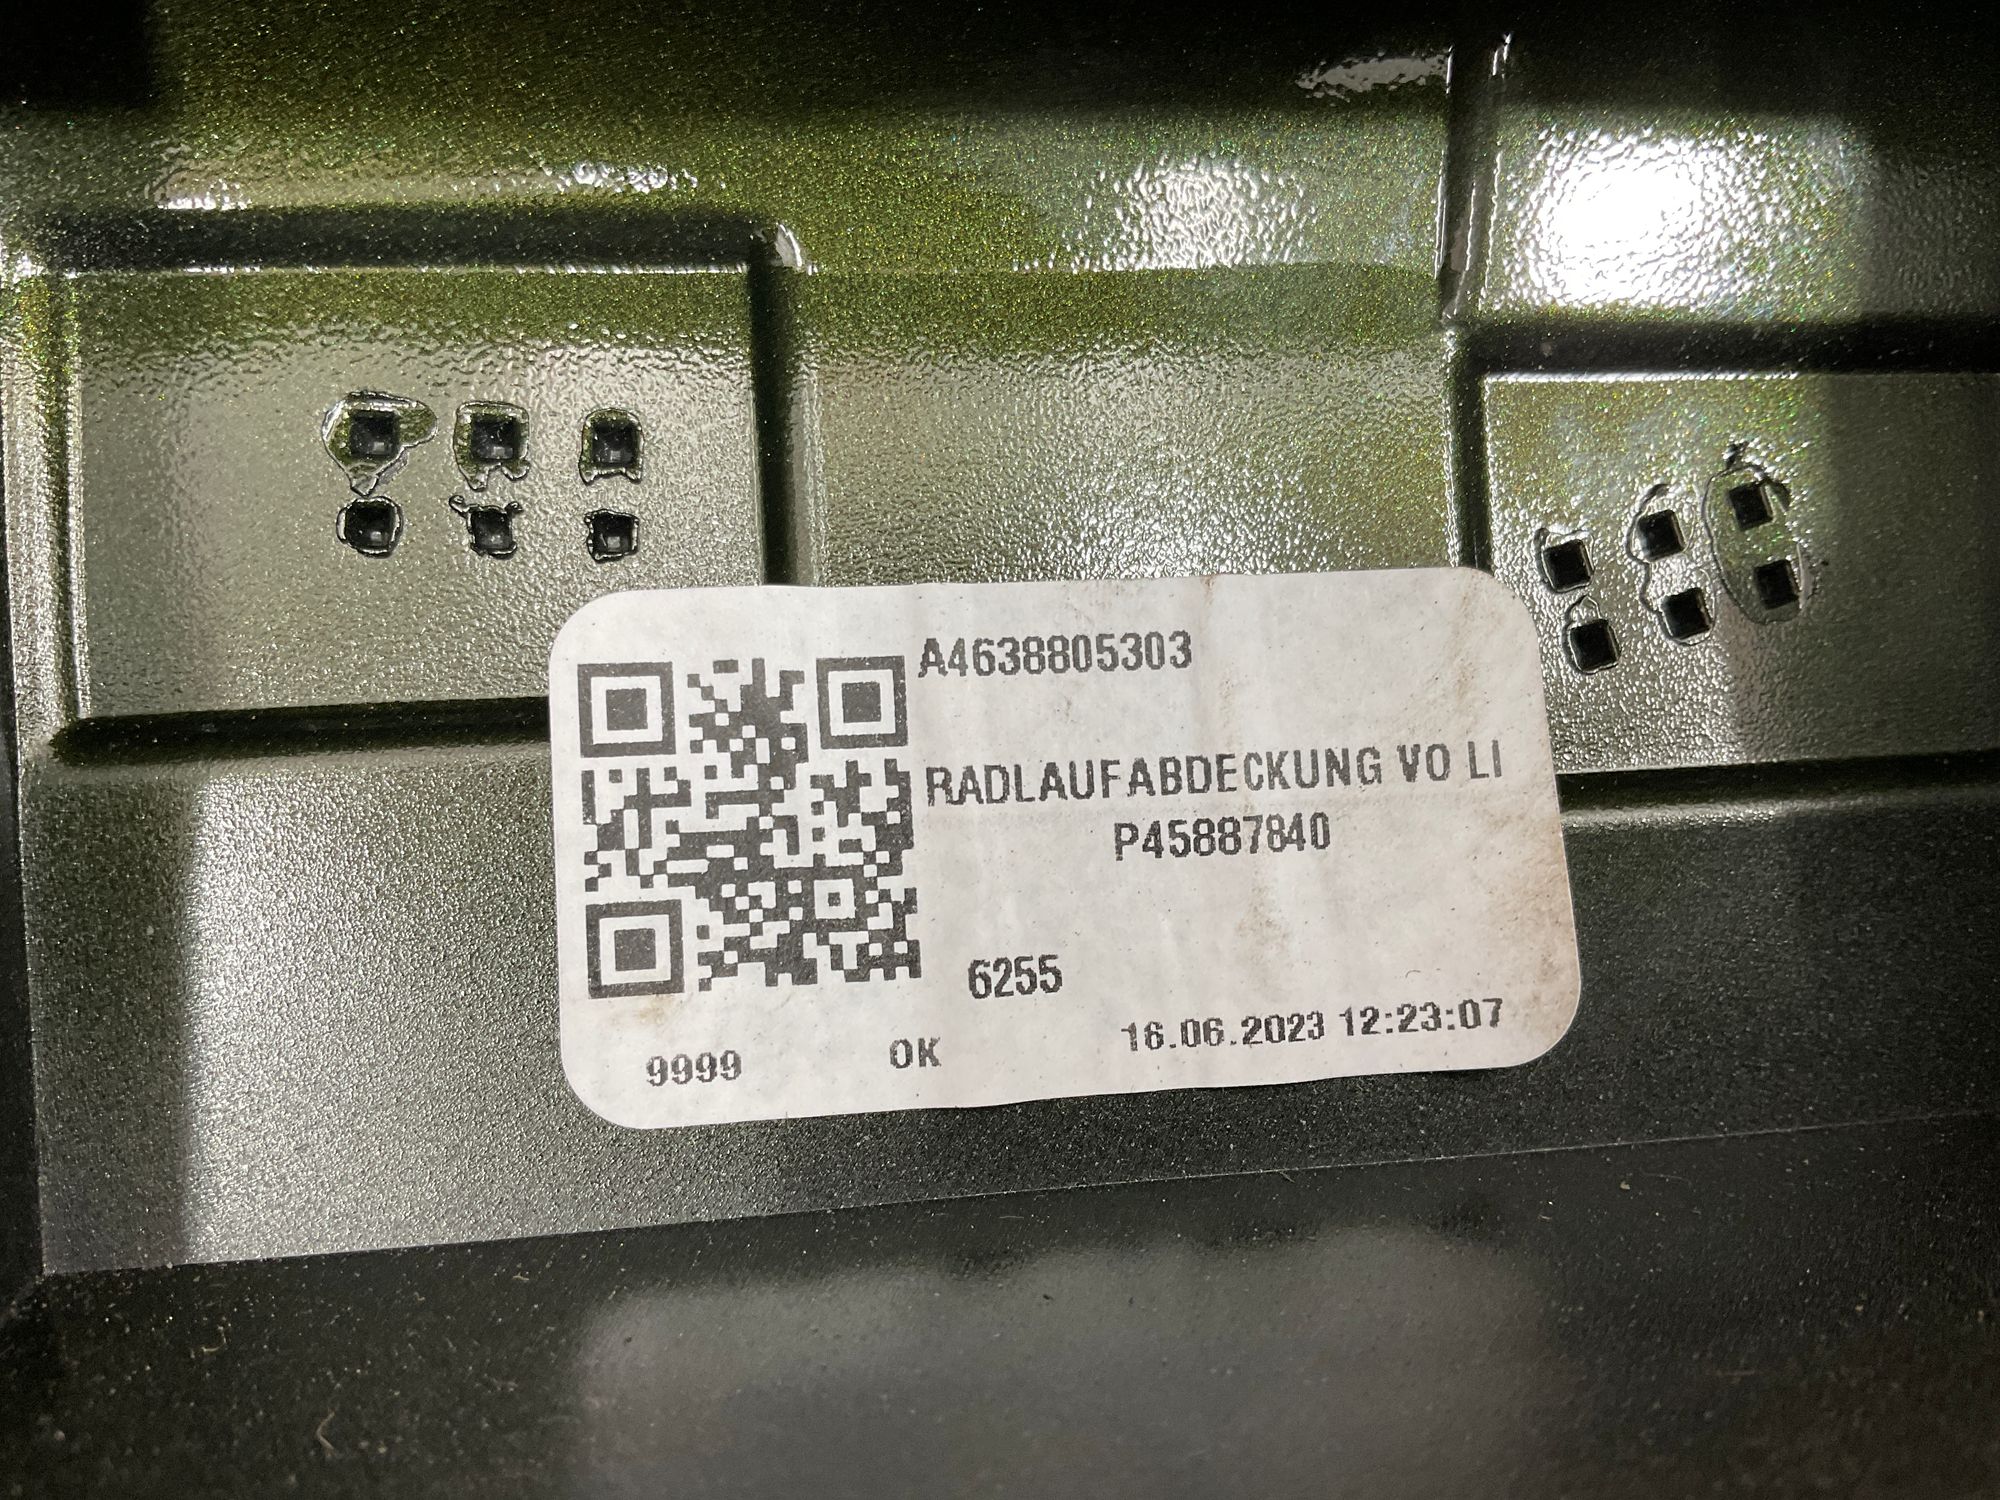 A4638805303
RADLAUFABDECKUNG VO LI
P45887840
6255
9999 OK 16.06.2023 12:23:07